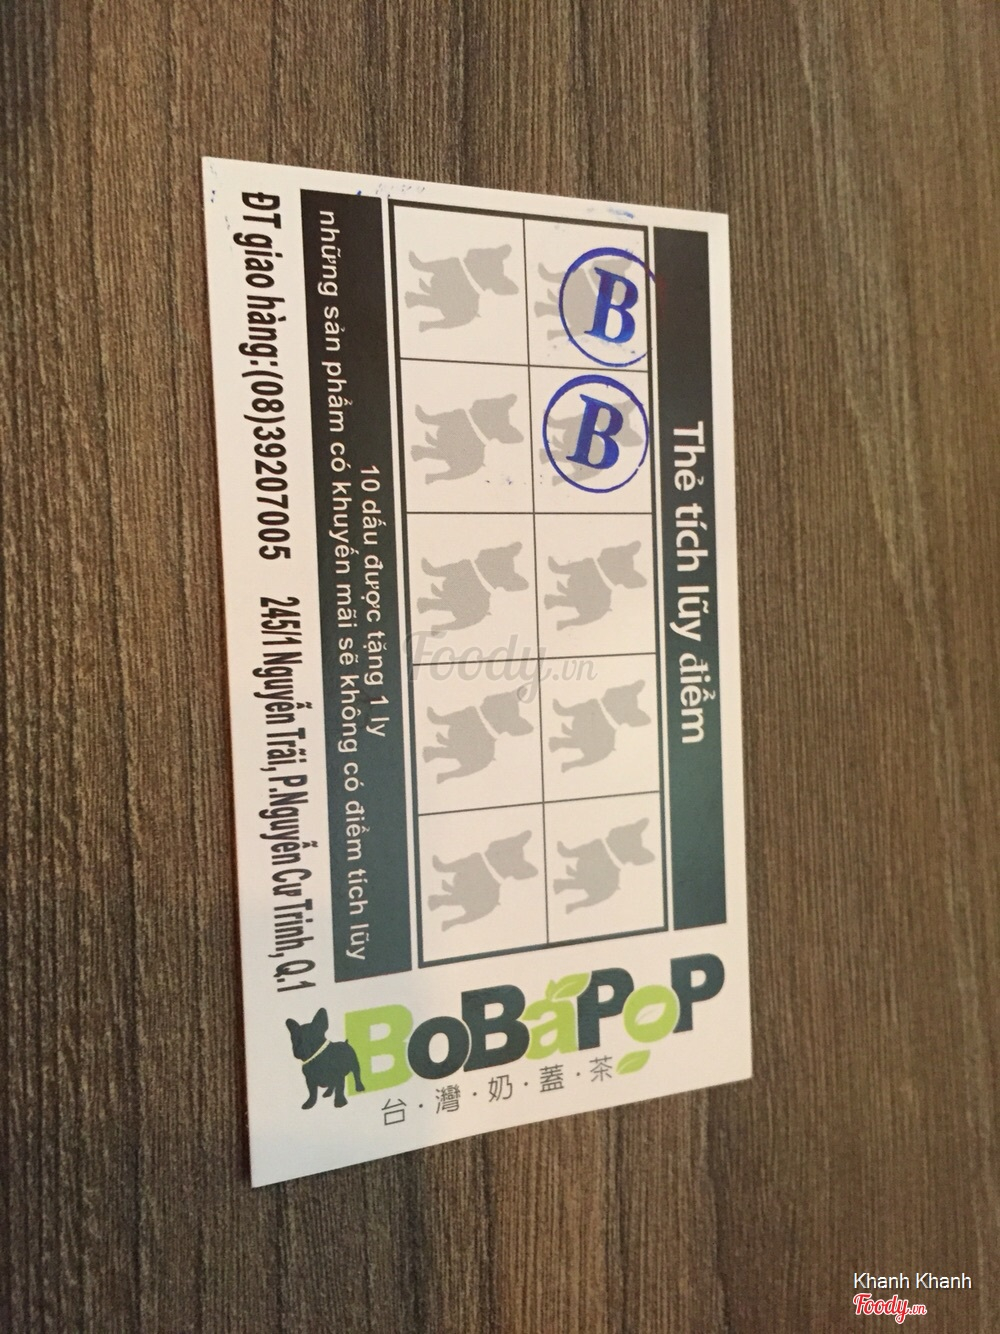 Thẻ tích lũy điểm
B B
10 dấu được tặng 1 ly
những sản phẩm có khuyến mãi sẽ không có điểm tích lũy
ĐT giao hàng:(08)39207005 245/1 Nguyễn Trãi, P.Nguyễn Cư Trinh, Q.1
BoBaPoP
台·灣·奶·蓋·茶
Foody.vn
Khanh Khanh
Foody.vn